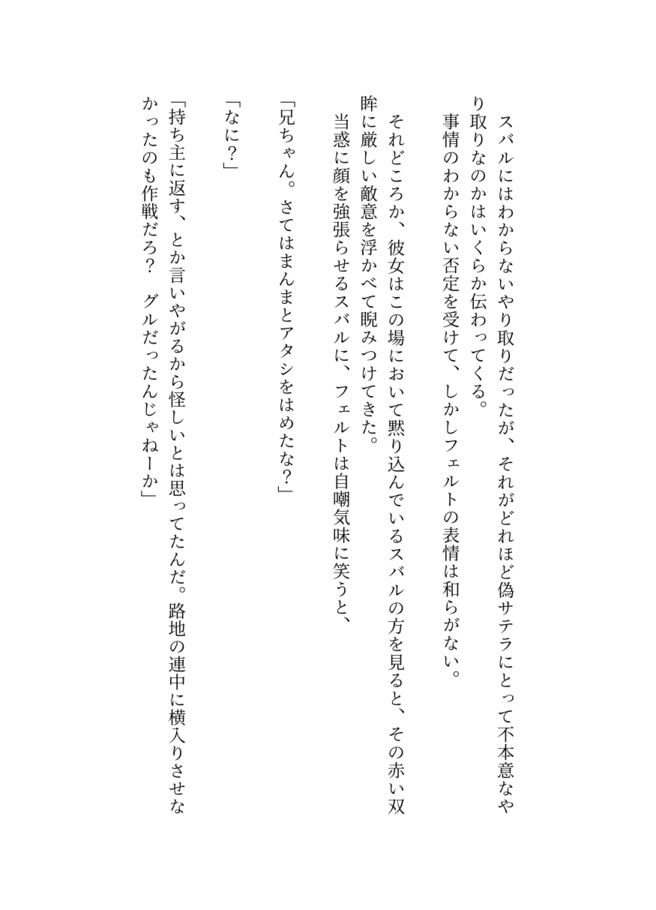 スバルにはわからないやり取りだったが、それがどれほど偽サテラにとって不本意なや
り取りなのかはいくらか伝わってくる。
　事情のわからない否定を受けて、しかしフェルトの表情は和らがない。
　それどころか、彼女はこの場において黙り込んでいるスバルの方を見ると、その赤い双
眸に厳しい敵意を浮かべて睨みつけてきた。
　当惑に顔を強張らせるスバルに、フェルトは自嘲気味に笑うと、
「兄ちゃん。さてはまんまとアタシをはめたな？」
「なに？」
「持ち主に返す、とか言いやがるから怪しいとは思ってたんだ。路地の連中に横入りさせな
かったのも作戦だろ？　グルだったんじゃねーか」